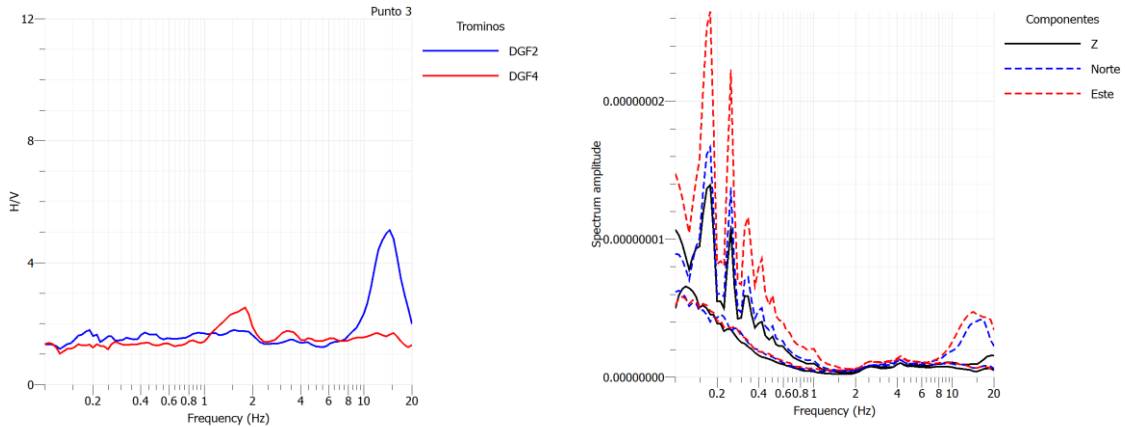 Punto 3
12
8
4
0
H/V
0.2 0.4 0.60.8 1 2 4 6 8 10 20
Frequency (Hz)
Trominos
DGF2
DGF4
0.00000002
0.00000001
0.00000000
Spectrum amplitude
0.2 0.4 0.60.8 1 2 4 6 8 10 20
Frequency (Hz)
Componentes
Z
Norte
Este